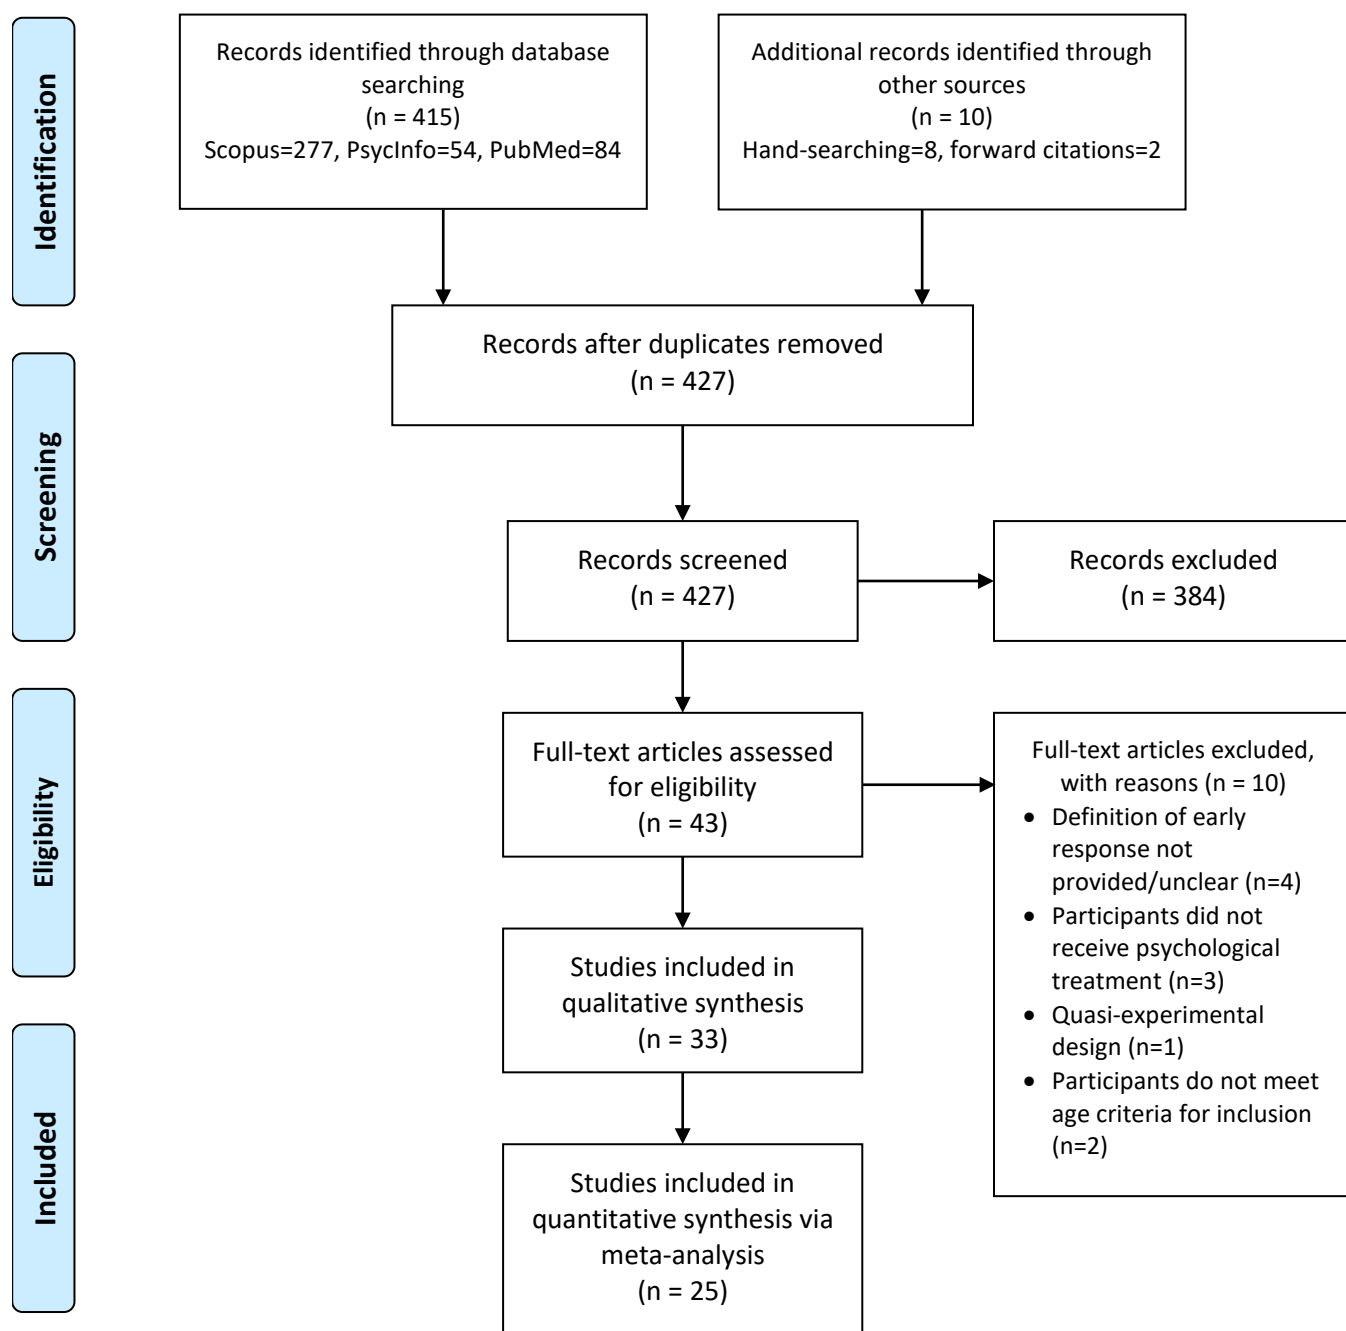 Identification
Records identified through database
searching
(n = 415)
Scopus=277, PsycInfo=54, PubMed=84
Additional records identified through
other sources
(n = 10)
Hand-searching=8, forward citations=2
Records after duplicates removed
(n = 427)
Screening
Records screened
(n = 427)
Records excluded
(n = 384)
Eligibility
Full-text articles assessed
for eligibility
(n = 43)
Full-text articles excluded,
with reasons (n = 10)
• Definition of early
response not
provided/unclear (n=4)
• Participants did not
receive psychological
treatment (n=3)
• Quasi-experimental
design (n=1)
• Participants do not meet
age criteria for inclusion
(n=2)
Studies included in
qualitative synthesis
(n = 33)
Included
Studies included in
quantitative synthesis via
meta-analysis
(n = 25)